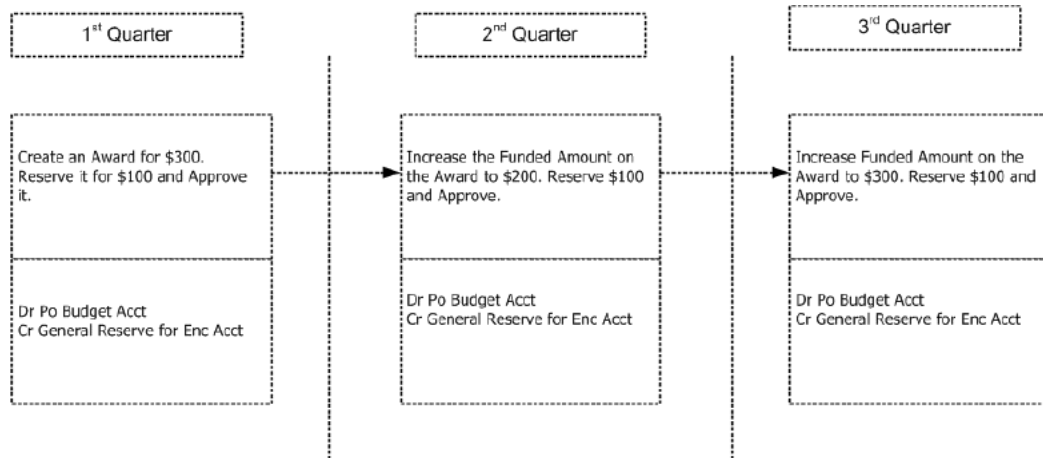 1st Quarter
2nd Quarter
3rd Quarter
Create an Award for $300.
Reserve it for $100 and Approve
it.
Increase the Funded Amount on
the Award to $200. Reserve $100
and Approve.
Increase Funded Amount on the
Award to $300. Reserve $100 and
Approve.
Dr Po Budget Acct
Cr General Reserve for Enc Acct
Dr Po Budget Acct
Cr General Reserve for Enc Acct
Dr Po Budget Acct
Cr General Reserve for Enc Acct